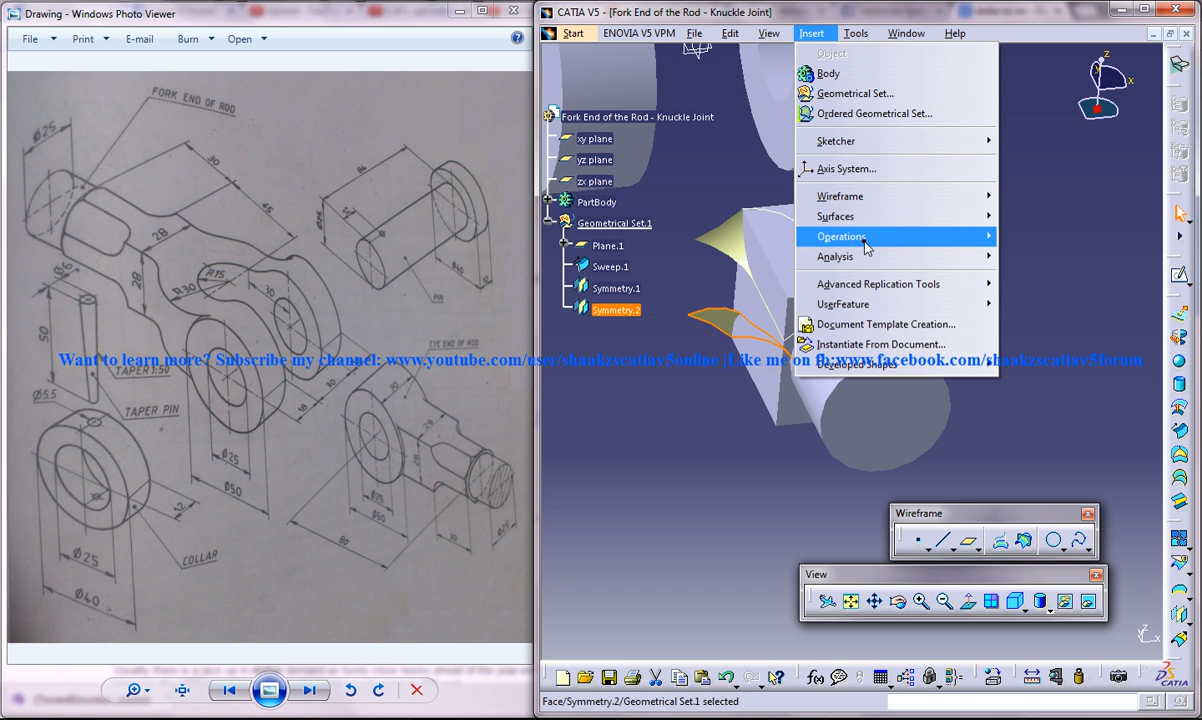 Drawing - Windows Photo Viewer
File
Print
E-mail
Burn
Open
FORK END OF ROD
Ø25
30
45
28
28
R15
R30
30
Ø6
50
TAPER 1:50
Ø5.5
TAPER PIN
Ø25
Ø50
Ø25
Ø40
12
COLLAR
84
PIN
Ø40
EYE END OF ROD
Ø25
Ø50
80
30
Ø25
CATIA V5 - [Fork End of the Rod - Knuckle Joint]
Start
ENOVIA V5 VPM
File
Edit
View
Insert
Tools
Window
Help
Fork End of the Rod - Knuckle Joint
xy plane
yz plane
zx plane
PartBody
Geometrical Set.1
Plane.1
Sweep.1
Symmetry.1
Symmetry.2
Object
Body
Geometrical Set...
Ordered Geometrical Set...
Sketcher
Axis System...
Wireframe
Surfaces
Operations
Analysis
Advanced Replication Tools
UserFeature
Document Template Creation...
Instantiate From Document...
Developed Shapes
z
y
x
Want to learn more? Subscribe my channel: www.youtube.com/user/shaakzscatiav5online |Like me on fb:www.facebook.com/shaakzscatiav5forum
Wireframe
View
z
x
CATIA
Face/Symmetry.2/Geometrical Set.1 selected